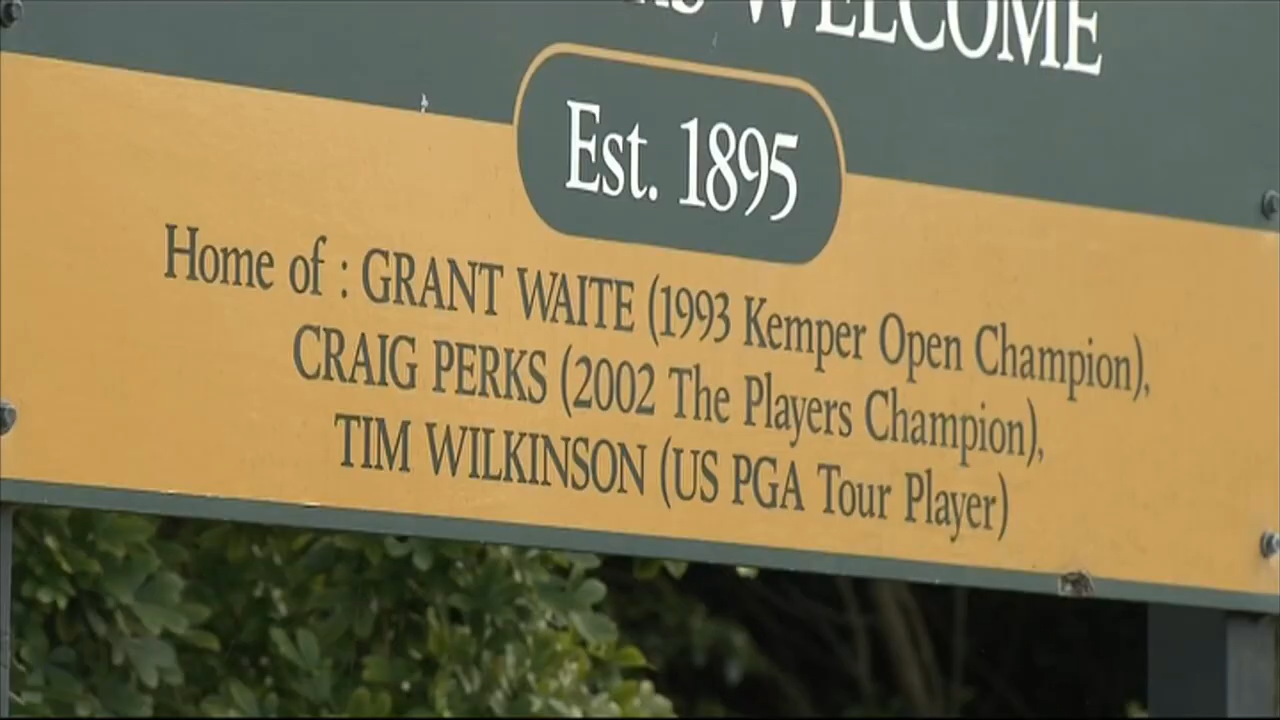 WELCOME
Est. 1895
Home of : GRANT WAITE (1993 Kemper Open Champion),
CRAIG PERKS (2002 The Players Champion),
TIM WILKINSON (US PGA Tour Player)